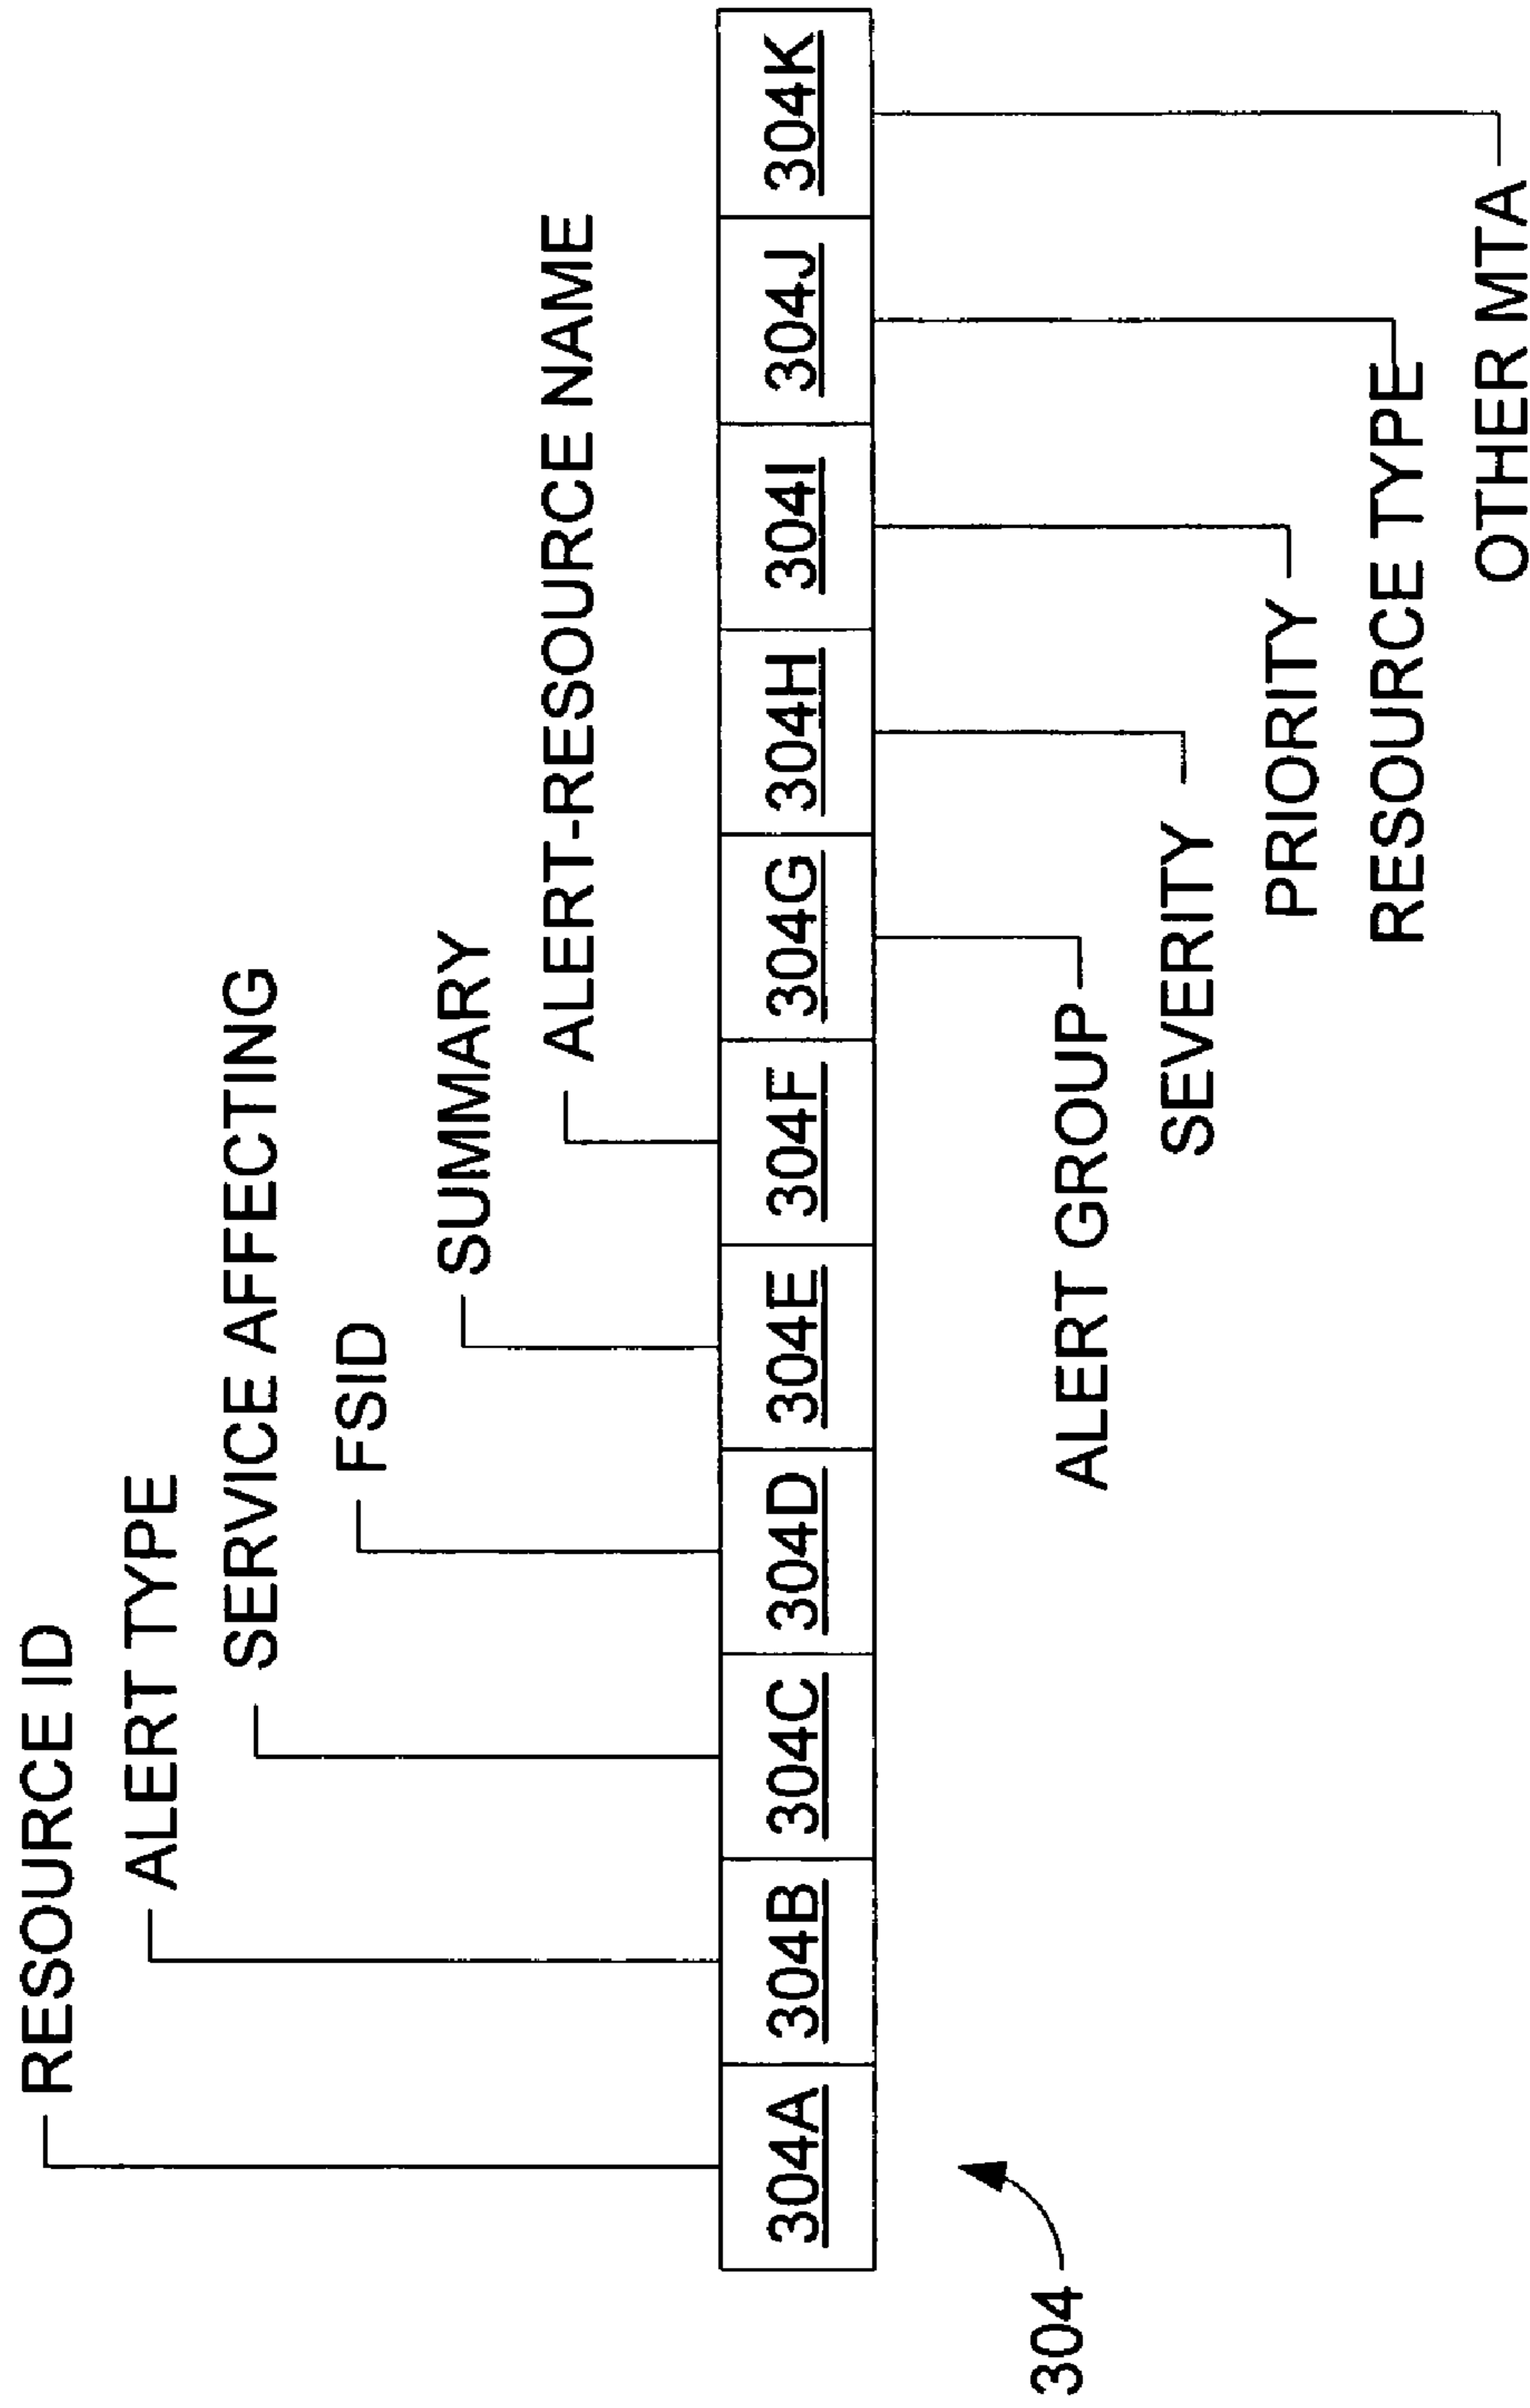 RESOURCE ID
ALERT TYPE
SERVICE AFFECTING
FSID
SUMMARY
ALERT-RESOURCE NAME
304A 304B 304C 304D 304E 304F 304G 304H 304I 304J 304K
304
ALERT GROUP
SEVERITY
PRIORITY
RESOURCE TYPE
OTHER MTA